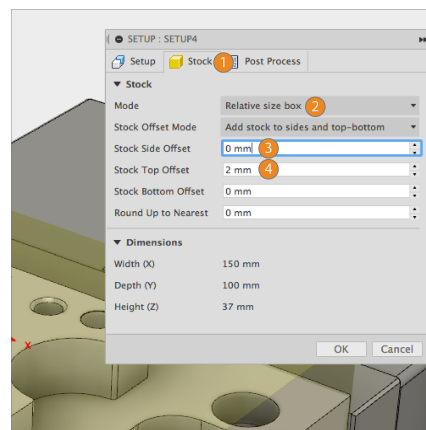 SETUP : SETUP4
Setup Stock 1 Post Process
Stock
Mode Relative size box 2
Stock Offset Mode Add stock to sides and top-bottom
Stock Side Offset 0 mm 3
Stock Top Offset 2 mm 4
Stock Bottom Offset 0 mm
Round Up to Nearest 0 mm
Dimensions
Width (X) 150 mm
Depth (Y) 100 mm
Height (Z) 37 mm
X
OK Cancel